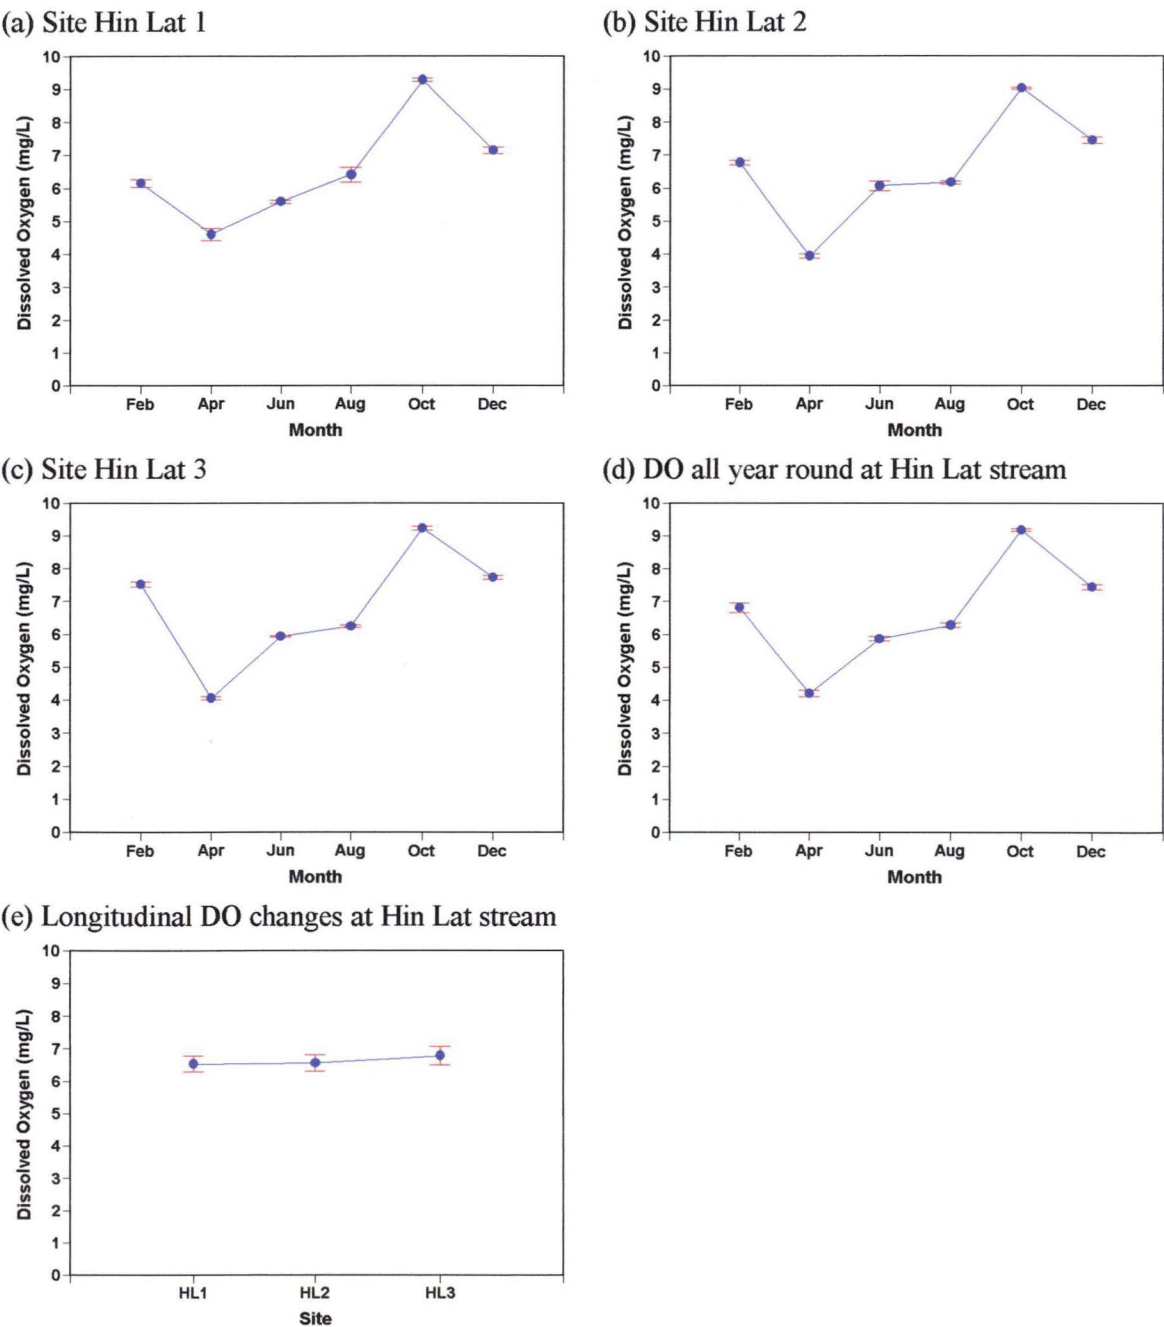 (a) Site Hin Lat 1
Dissolved Oxygen (mg/L)
10
9
8
7
6
5
4
3
2
1
0
Feb Apr Jun Aug Oct Dec
Month
(b) Site Hin Lat 2
Dissolved Oxygen (mg/L)
10
9
8
7
6
5
4
3
2
1
0
Feb Apr Jun Aug Oct Dec
Month
(c) Site Hin Lat 3
Dissolved Oxygen (mg/L)
10
9
8
7
6
5
4
3
2
1
0
Feb Apr Jun Aug Oct Dec
Month
(d) DO all year round at Hin Lat stream
Dissolved Oxygen (mg/L)
10
9
8
7
6
5
4
3
2
1
0
Feb Apr Jun Aug Oct Dec
Month
(e) Longitudinal DO changes at Hin Lat stream
Dissolved Oxygen (mg/L)
10
9
8
7
6
5
4
3
2
1
0
HL1 HL2 HL3
Site